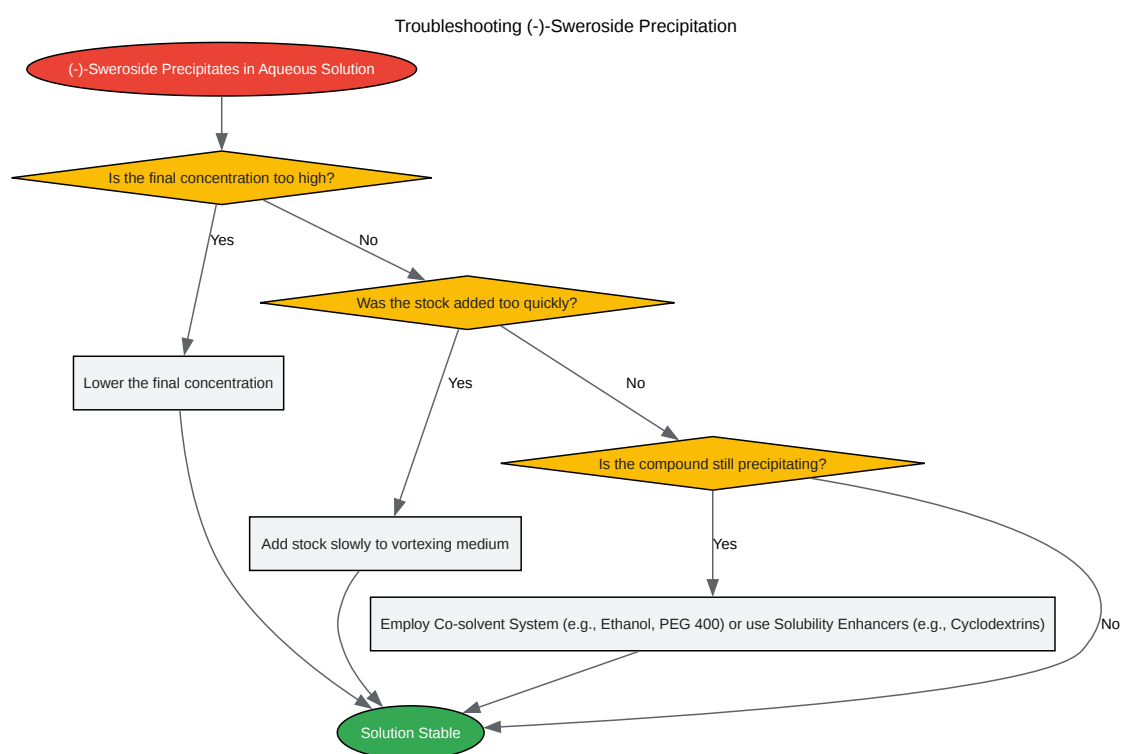 Troubleshooting (-)-Sweroside Precipitation
(-)-Sweroside Precipitates in Aqueous Solution
Is the final concentration too high?
Yes
No
Was the stock added too quickly?
Lower the final concentration
Yes
No
Is the compound still precipitating?
Add stock slowly to vortexing medium
Yes
Employ Co-solvent System (e.g., Ethanol, PEG 400) or use Solubility Enhancers (e.g., Cyclodextrins)
No
Solution Stable